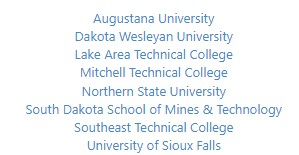 Augustana University
Dakota Wesleyan University
Lake Area Technical College
Mitchell Technical College
Northern State University
South Dakota School of Mines & Technology
Southeast Technical College
University of Sioux Falls